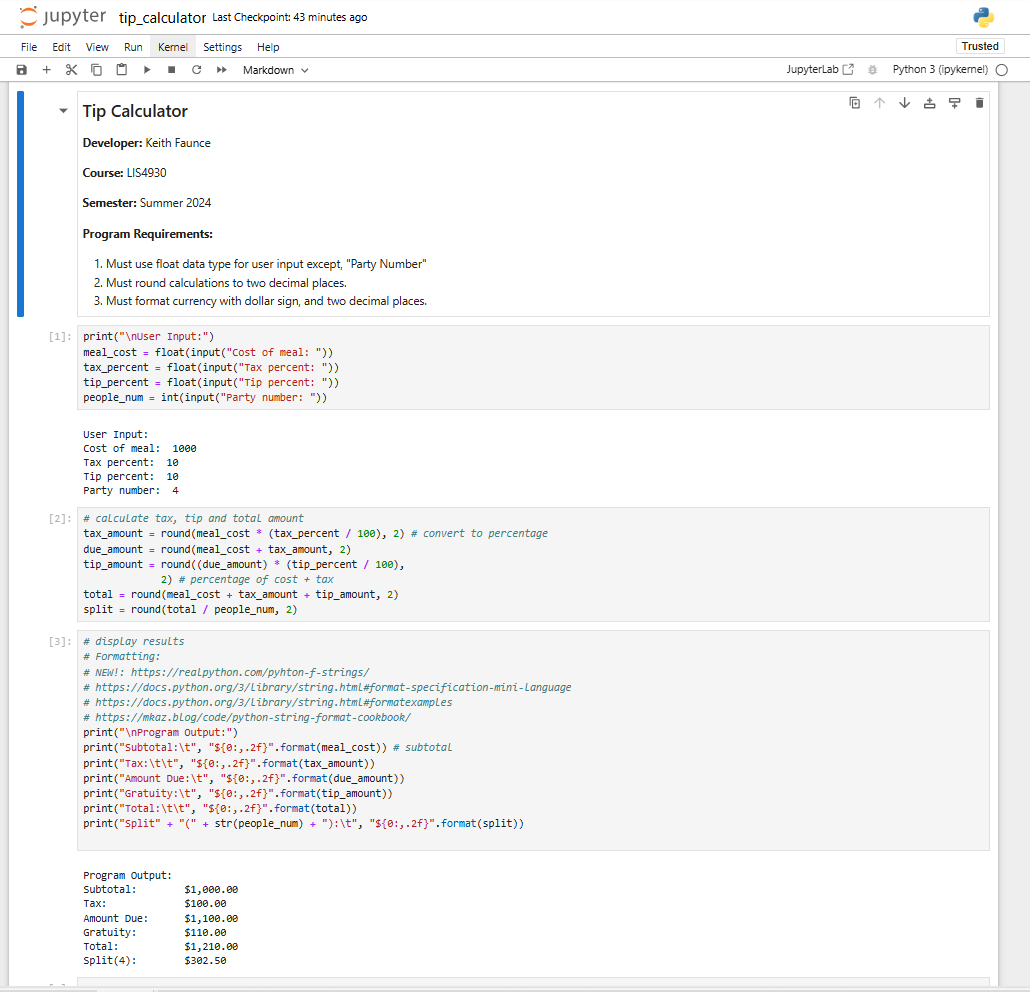 jupyter tip_calculator Last Checkpoint: 43 minutes ago
File Edit View Run Kernel Settings Help Trusted
Markdown JupyterLab Python 3 (ipykernel)
Tip Calculator
Developer: Keith Faunce
Course: LIS4930
Semester: Summer 2024
Program Requirements:
1. Must use float data type for user input except, "Party Number"
2. Must round calculations to two decimal places.
3. Must format currency with dollar sign, and two decimal places.
[1]: print("\nUser Input:")
meal_cost = float(input("Cost of meal: "))
tax_percent = float(input("Tax percent: "))
tip_percent = float(input("Tip percent: "))
people_num = int(input("Party number: "))
User Input:
Cost of meal:  1000
Tax percent:  10
Tip percent:  10
Party number:  4
[2]: # calculate tax, tip and total amount
tax_amount = round(meal_cost * (tax_percent / 100), 2) # convert to percentage
due_amount = round(meal_cost + tax_amount, 2)
tip_amount = round((due_amount) * (tip_percent / 100),
2) # percentage of cost + tax
total = round(meal_cost + tax_amount + tip_amount, 2)
split = round(total / people_num, 2)
[3]: # display results
# Formatting:
# NEW!: https://realpython.com/pyhton-f-strings/
# https://docs.python.org/3/library/string.html#format-specification-mini-language
# https://docs.python.org/3/library/string.html#formatexamples
# https://mkaz.blog/code/python-string-format-cookbook/
print("\nProgram Output:")
print("Subtotal:\t", "${0:,.2f}".format(meal_cost)) # subtotal
print("Tax:\t\t", "${0:,.2f}".format(tax_amount))
print("Amount Due:\t", "${0:,.2f}".format(due_amount))
print("Gratuity:\t", "${0:,.2f}".format(tip_amount))
print("Total:\t\t", "${0:,.2f}".format(total))
print("Split" + "(" + str(people_num) + "):\t", "${0:,.2f}".format(split))
Program Output:
Subtotal: $1,000.00
Tax: $100.00
Amount Due: $1,100.00
Gratuity: $110.00
Total: $1,210.00
Split(4): $302.50